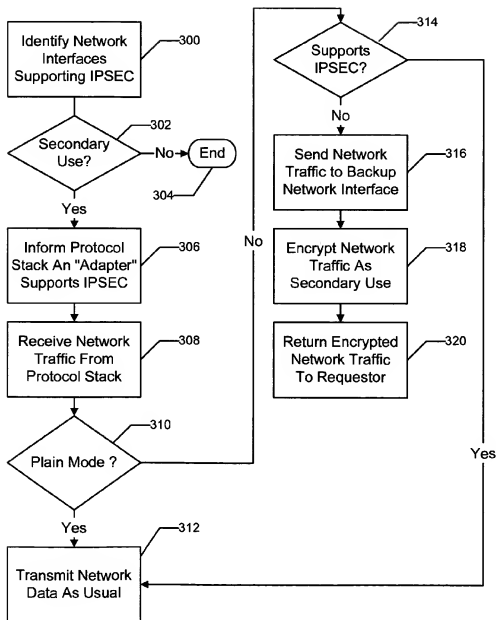 Identify Network
Interfaces
Supporting IPSEC
300
302
Secondary
Use?
No
End
304
Yes
Inform Protocol
Stack An "Adapter"
Supports IPSEC
306
Receive Network
Traffic From
Protocol Stack
308
310
Plain Mode ?
No
Yes
312
Transmit Network
Data As Usual
314
Supports
IPSEC?
No
Yes
Send Network
Traffic to Backup
Network Interface
316
Encrypt Network
Traffic As
Secondary Use
318
Return Encrypted
Network Traffic
To Requestor
320